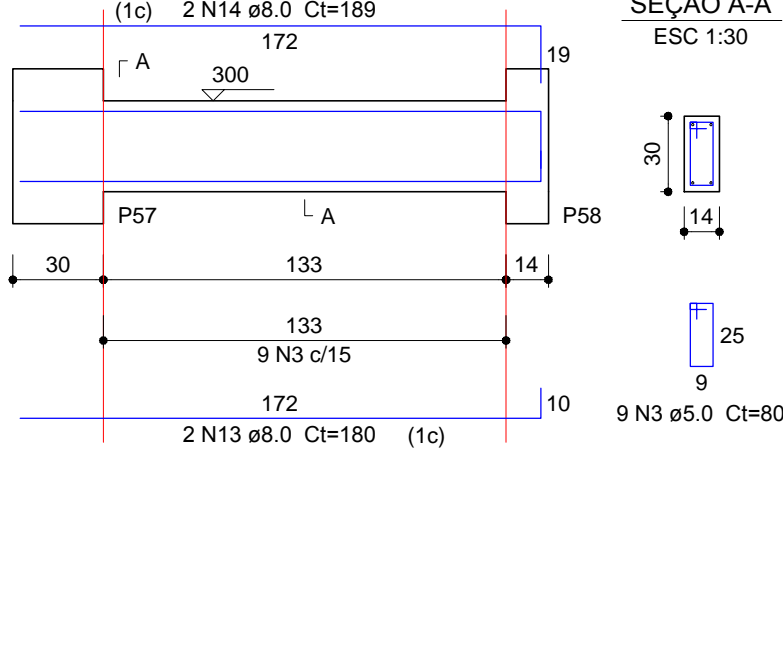 (1c) 2 N14 ø8.0 Ct=189
SEÇÃO A-A
172
ESC 1:30
19
A
300
30
P57
A
P58
14
30
133
14
133
9 N3 c/15
25
9
172
10
9 N3 ø5.0 Ct=80
2 N13 ø8.0 Ct=180 (1c)